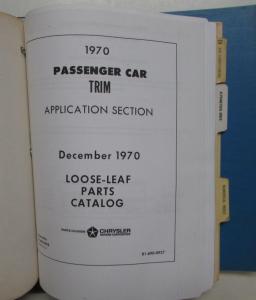 1970
PASSENGER CAR
TRIM
APPLICATION SECTION
December 1970
LOOSE-LEAF
PARTS
CATALOG
CHRYSLER